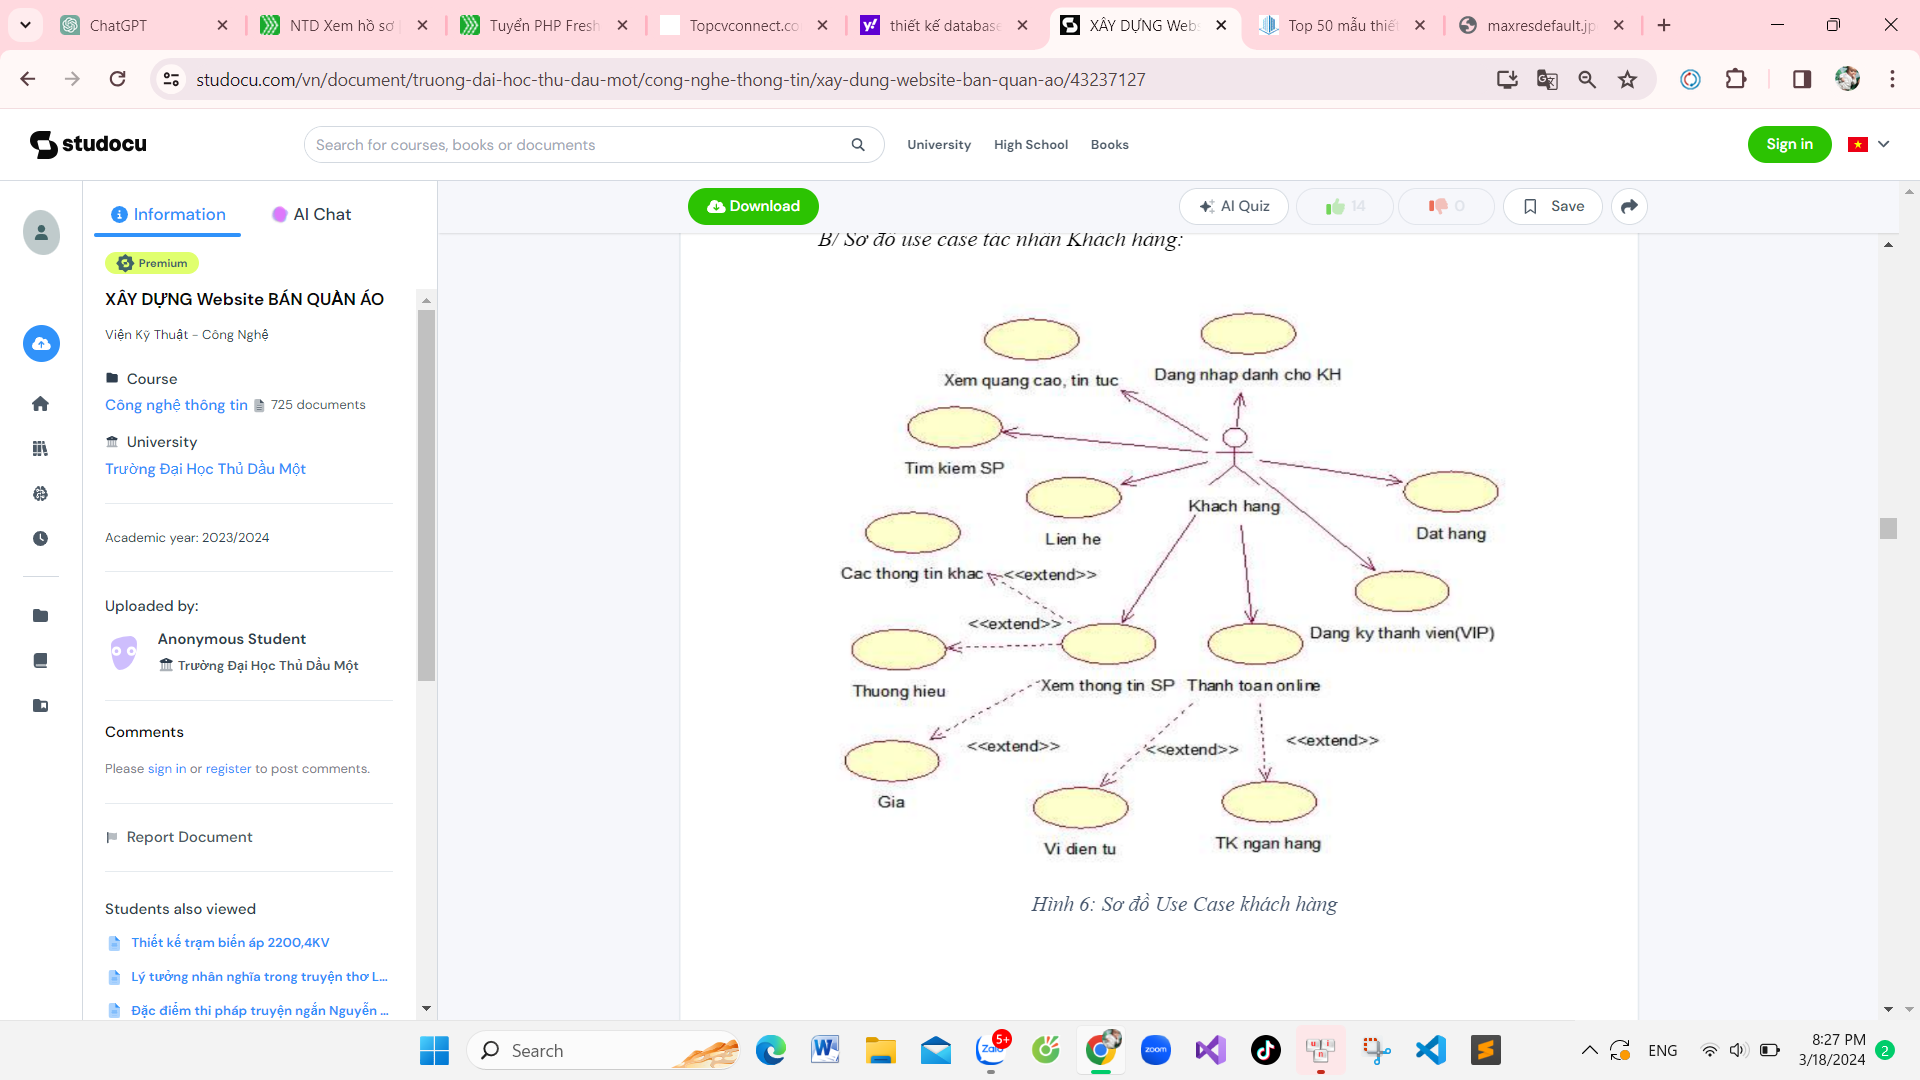 ChatGPT
NTD Xem hồ sơ
Tuyển PHP Fresh
Topcvconnect.co
thiết kế database
XÂY DỰNG Webs
Top 50 mẫu thiết
maxresdefault.jp
studocu.com/vn/document/truong-dai-hoc-thu-dau-mot/cong-nghe-thong-tin/xay-dung-website-ban-quan-ao/43237127
studocu
Search for courses, books or documents
University
High School
Books
Sign in
Information
AI Chat
Download
AI Quiz
14
0
Save
Premium
XÂY DỰNG Website BÁN QUẦN ÁO
Viện Kỹ Thuật - Công Nghệ
Course
Công nghệ thông tin
725 documents
University
Trường Đại Học Thủ Dầu Một
Academic year: 2023/2024
Uploaded by:
Anonymous Student
Trường Đại Học Thủ Dầu Một
Comments
Please sign in or register to post comments.
Report Document
Students also viewed
Thiết kế trạm biến áp 2200,4KV
Lý tưởng nhân nghĩa trong truyện thơ L...
Đặc điểm thi pháp truyện ngắn Nguyễn ...
B/ Sơ đồ use case tác nhân Khách hàng:
Xem quang cao, tin tuc
Dang nhap danh cho KH
Tim kiem SP
Khach hang
Lien he
Dat hang
Cac thong tin khac
<<extend>>
<<extend>>
Dang ky thanh vien(VIP)
Thuong hieu
Xem thong tin SP
Thanh toan online
<<extend>>
<<extend>>
<<extend>>
Gia
Vi dien tu
TK ngan hang
Hình 6: Sơ đồ Use Case khách hàng
Search
Zalo
5+
zoom
ENG
8:27 PM
3/18/2024
2